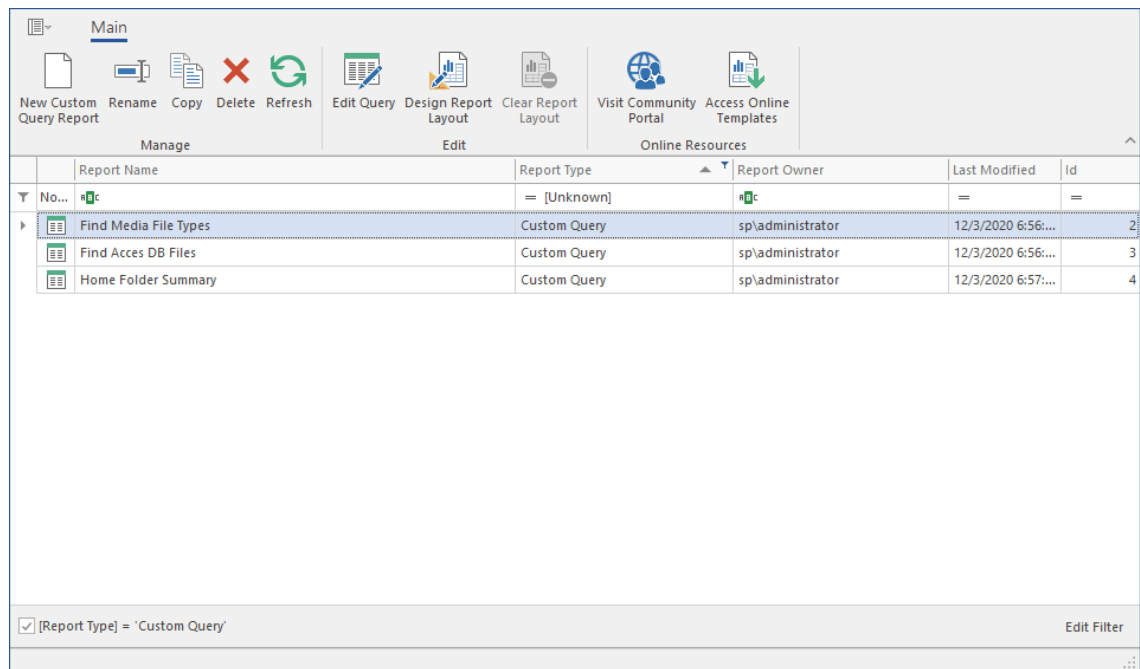 Main
New Custom Query Report
Rename
Copy
Delete
Refresh
Edit Query
Design Report Layout
Clear Report Layout
Visit Community Portal
Access Online Templates
Manage
Edit
Online Resources
Report Name Report Type Report Owner Last Modified Id
No... ABC = [Unknown] ABC = =
Find Media File Types Custom Query sp\administrator 12/3/2020 6:56:... 2
Find Acces DB Files Custom Query sp\administrator 12/3/2020 6:56:... 3
Home Folder Summary Custom Query sp\administrator 12/3/2020 6:57:... 4
[Report Type] = 'Custom Query' Edit Filter